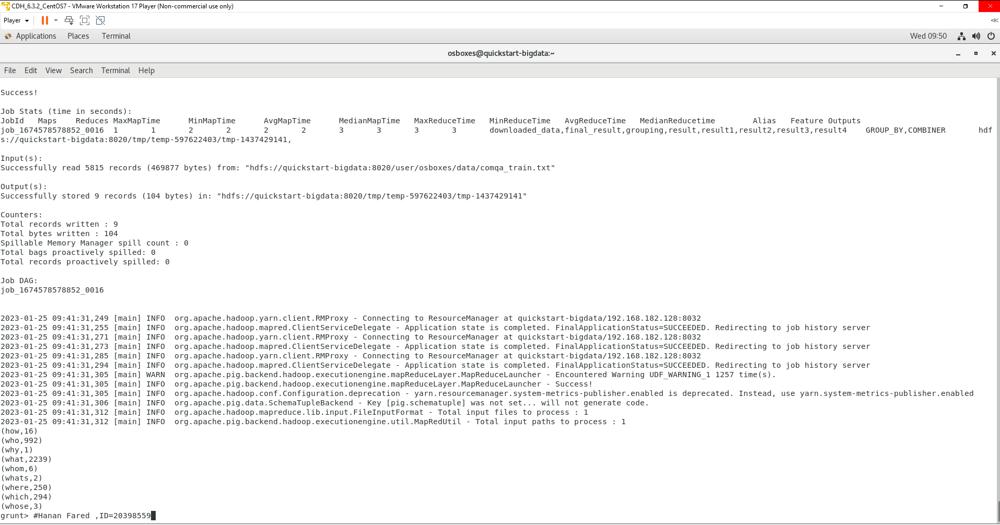 CDH_6.3.2_CentOS7 - VMware Workstation 17 Player (Non-commercial use only)
Player
Applications Places Terminal Wed 09:50
osboxes@quickstart-bigdata:~
File Edit View Search Terminal Help
Success!
Job Stats (time in seconds):
JobId Maps Reduces MaxMapTime MinMapTime AvgMapTime MedianMapTime MaxReduceTime MinReduceTime AvgReduceTime MedianReducetime Alias Feature Outputs
job_1674578578852_0016 1 1 2 2 2 2 3 3 3 3 downloaded_data,final_result,grouping,result,result1,result2,result3,result4 GROUP_BY,COMBINER hdf
s://quickstart-bigdata:8020/tmp/temp-597622403/tmp-1437429141,
Input(s):
Successfully read 5815 records (469877 bytes) from: "hdfs://quickstart-bigdata:8020/user/osboxes/data/comqa_train.txt"
Output(s):
Successfully stored 9 records (104 bytes) in: "hdfs://quickstart-bigdata:8020/tmp/temp-597622403/tmp-1437429141"
Counters:
Total records written : 9
Total bytes written : 104
Spillable Memory Manager spill count : 0
Total bags proactively spilled: 0
Total records proactively spilled: 0
Job DAG:
job_1674578578852_0016
2023-01-25 09:41:31,249 [main] INFO org.apache.hadoop.yarn.client.RMProxy - Connecting to ResourceManager at quickstart-bigdata/192.168.182.128:8032
2023-01-25 09:41:31,255 [main] INFO org.apache.hadoop.mapred.ClientServiceDelegate - Application state is completed. FinalApplicationStatus=SUCCEEDED. Redirecting to job history server
2023-01-25 09:41:31,271 [main] INFO org.apache.hadoop.yarn.client.RMProxy - Connecting to ResourceManager at quickstart-bigdata/192.168.182.128:8032
2023-01-25 09:41:31,273 [main] INFO org.apache.hadoop.mapred.ClientServiceDelegate - Application state is completed. FinalApplicationStatus=SUCCEEDED. Redirecting to job history server
2023-01-25 09:41:31,285 [main] INFO org.apache.hadoop.yarn.client.RMProxy - Connecting to ResourceManager at quickstart-bigdata/192.168.182.128:8032
2023-01-25 09:41:31,294 [main] INFO org.apache.hadoop.mapred.ClientServiceDelegate - Application state is completed. FinalApplicationStatus=SUCCEEDED. Redirecting to job history server
2023-01-25 09:41:31,305 [main] WARN org.apache.pig.backend.hadoop.executionengine.mapReduceLayer.MapReduceLauncher - Encountered Warning UDF_WARNING_1 1257 time(s).
2023-01-25 09:41:31,305 [main] INFO org.apache.pig.backend.hadoop.executionengine.mapReduceLayer.MapReduceLauncher - Success!
2023-01-25 09:41:31,305 [main] INFO org.apache.hadoop.conf.Configuration.deprecation - yarn.resourcemanager.system-metrics-publisher.enabled is deprecated. Instead, use yarn.system-metrics-publisher.enabled
2023-01-25 09:41:31,306 [main] INFO org.apache.pig.data.SchemaTupleBackend - Key [pig.schematuple] was not set... will not generate code.
2023-01-25 09:41:31,312 [main] INFO org.apache.hadoop.mapreduce.lib.input.FileInputFormat - Total input files to process : 1
2023-01-25 09:41:31,312 [main] INFO org.apache.pig.backend.hadoop.executionengine.util.MapRedUtil - Total input paths to process : 1
(how,16)
(who,992)
(why,1)
(what,2239)
(whom,6)
(whats,2)
(where,250)
(which,294)
(whose,3)
grunt> #Hanan Fared ,ID=20398559